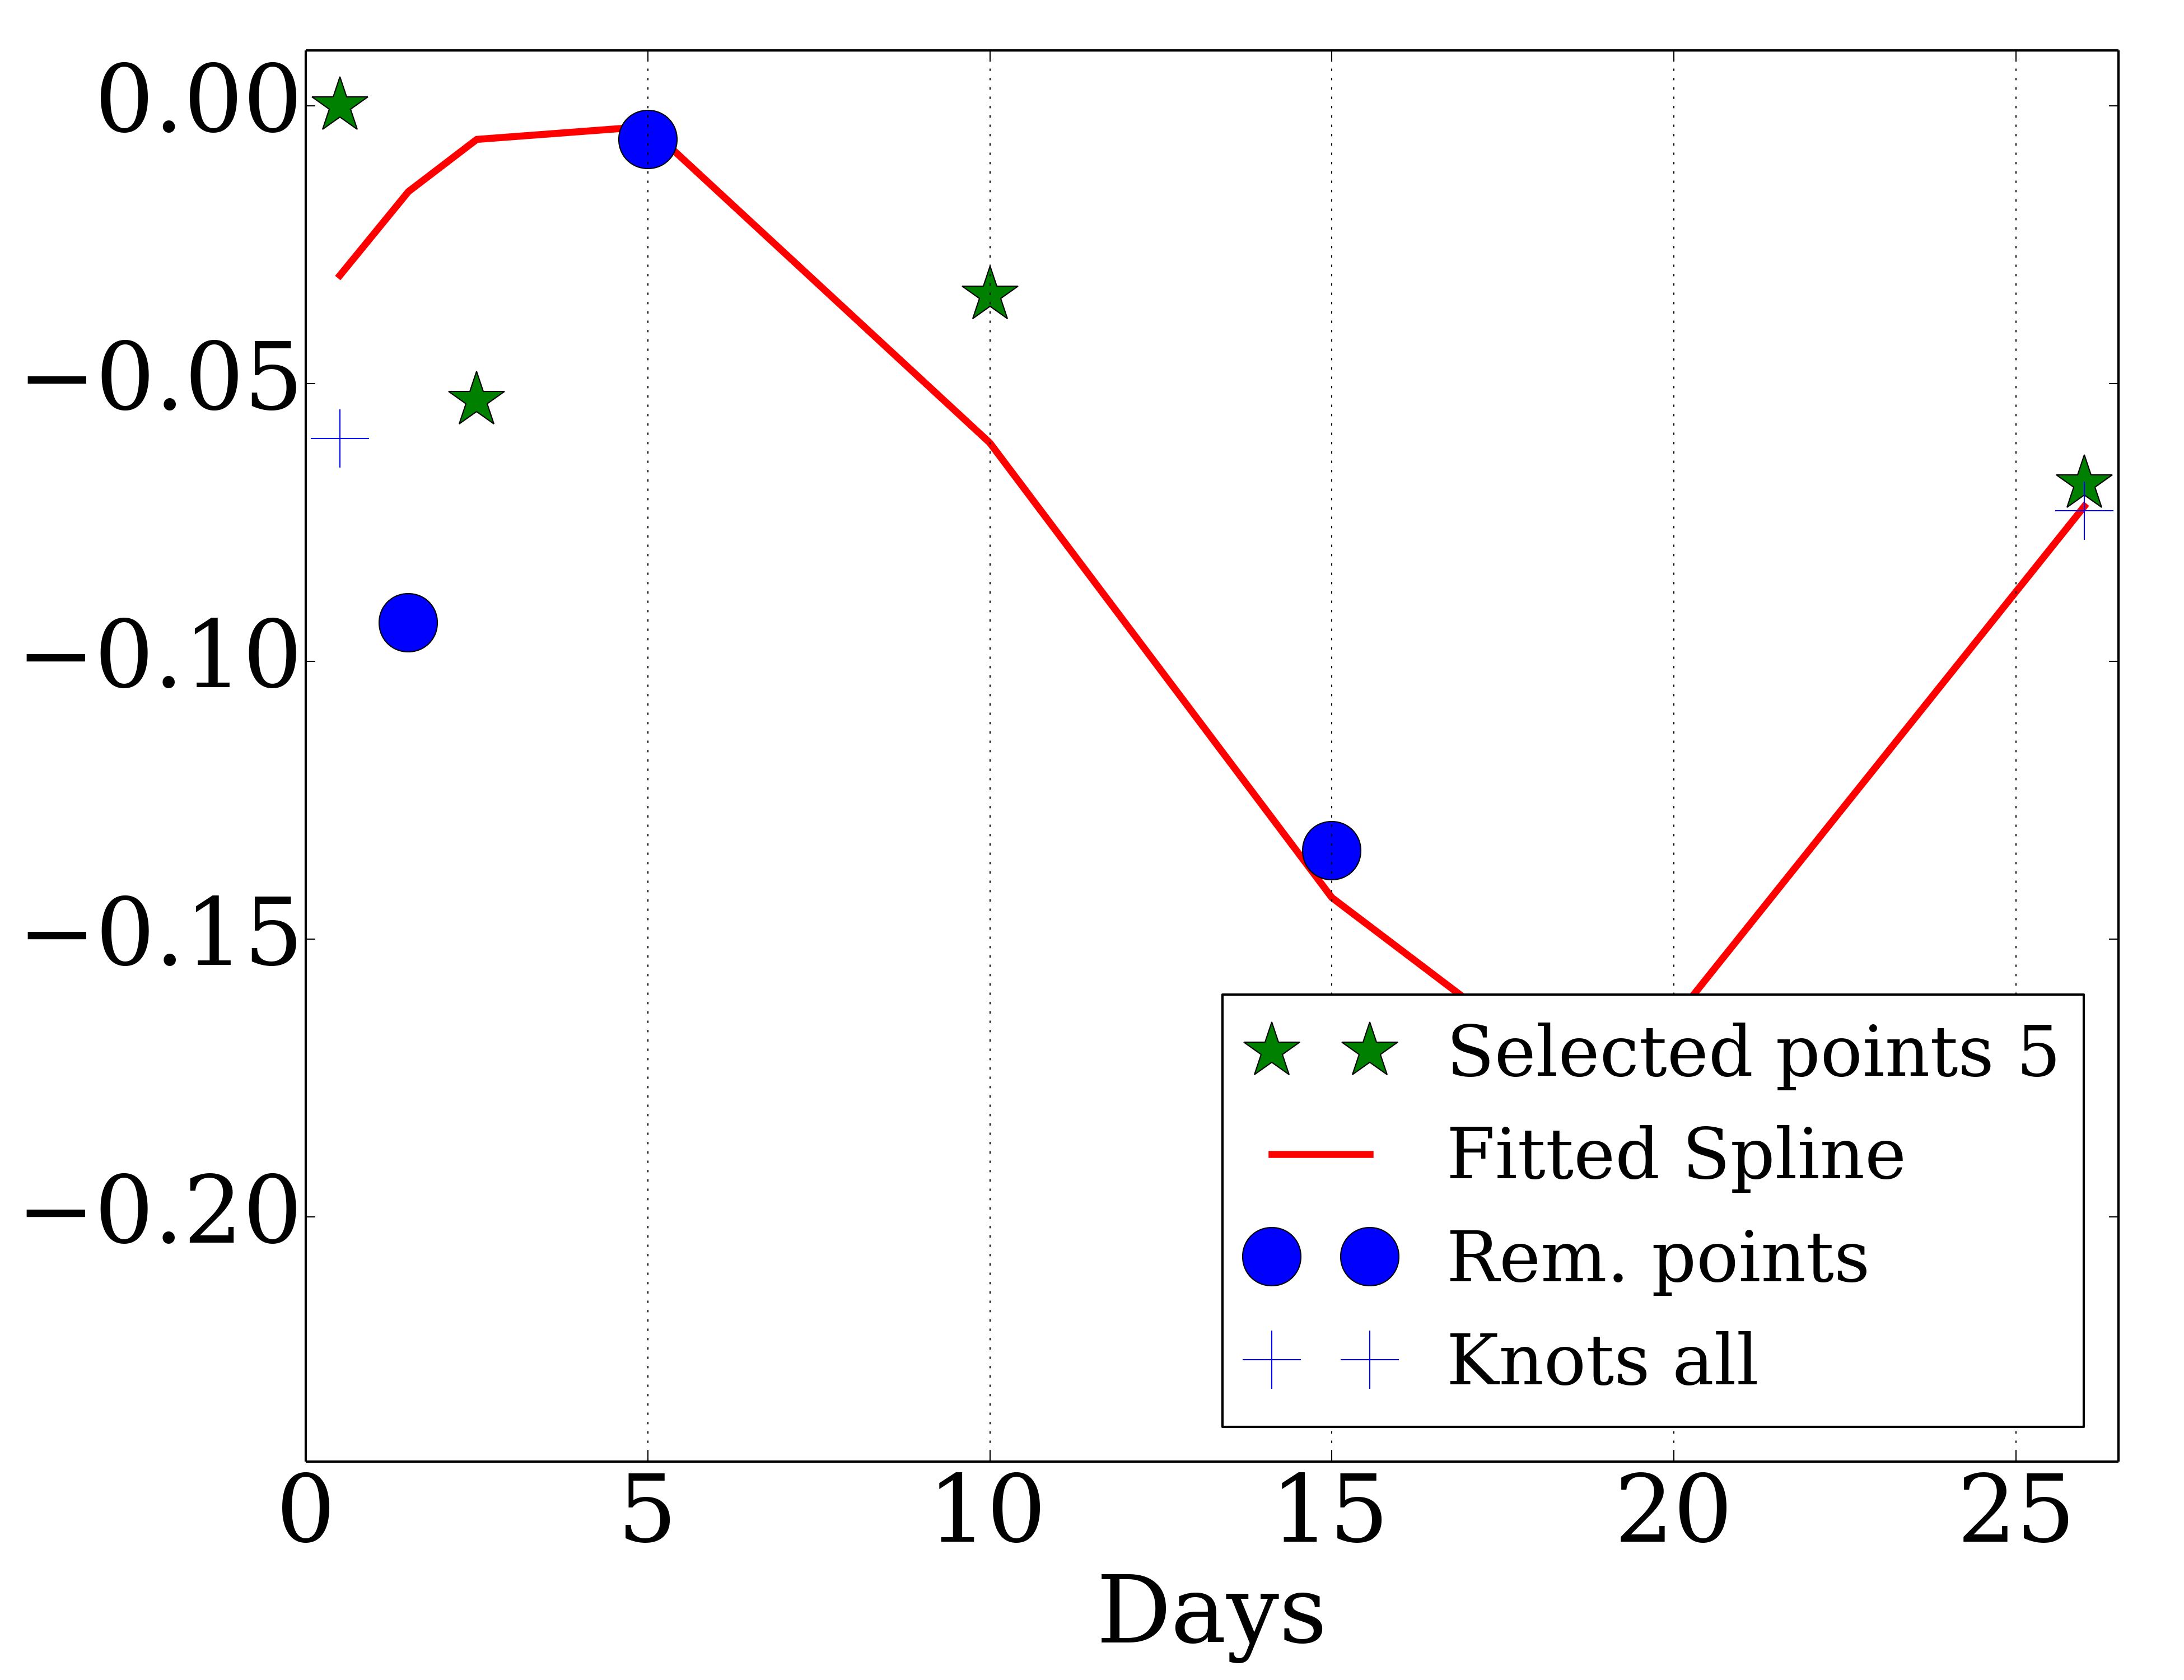 0.00
−0.05
−0.10
−0.15
−0.20
Selected points 5
Fitted Spline
Rem. points
Knots all
0 5 10 15 20 25
Days